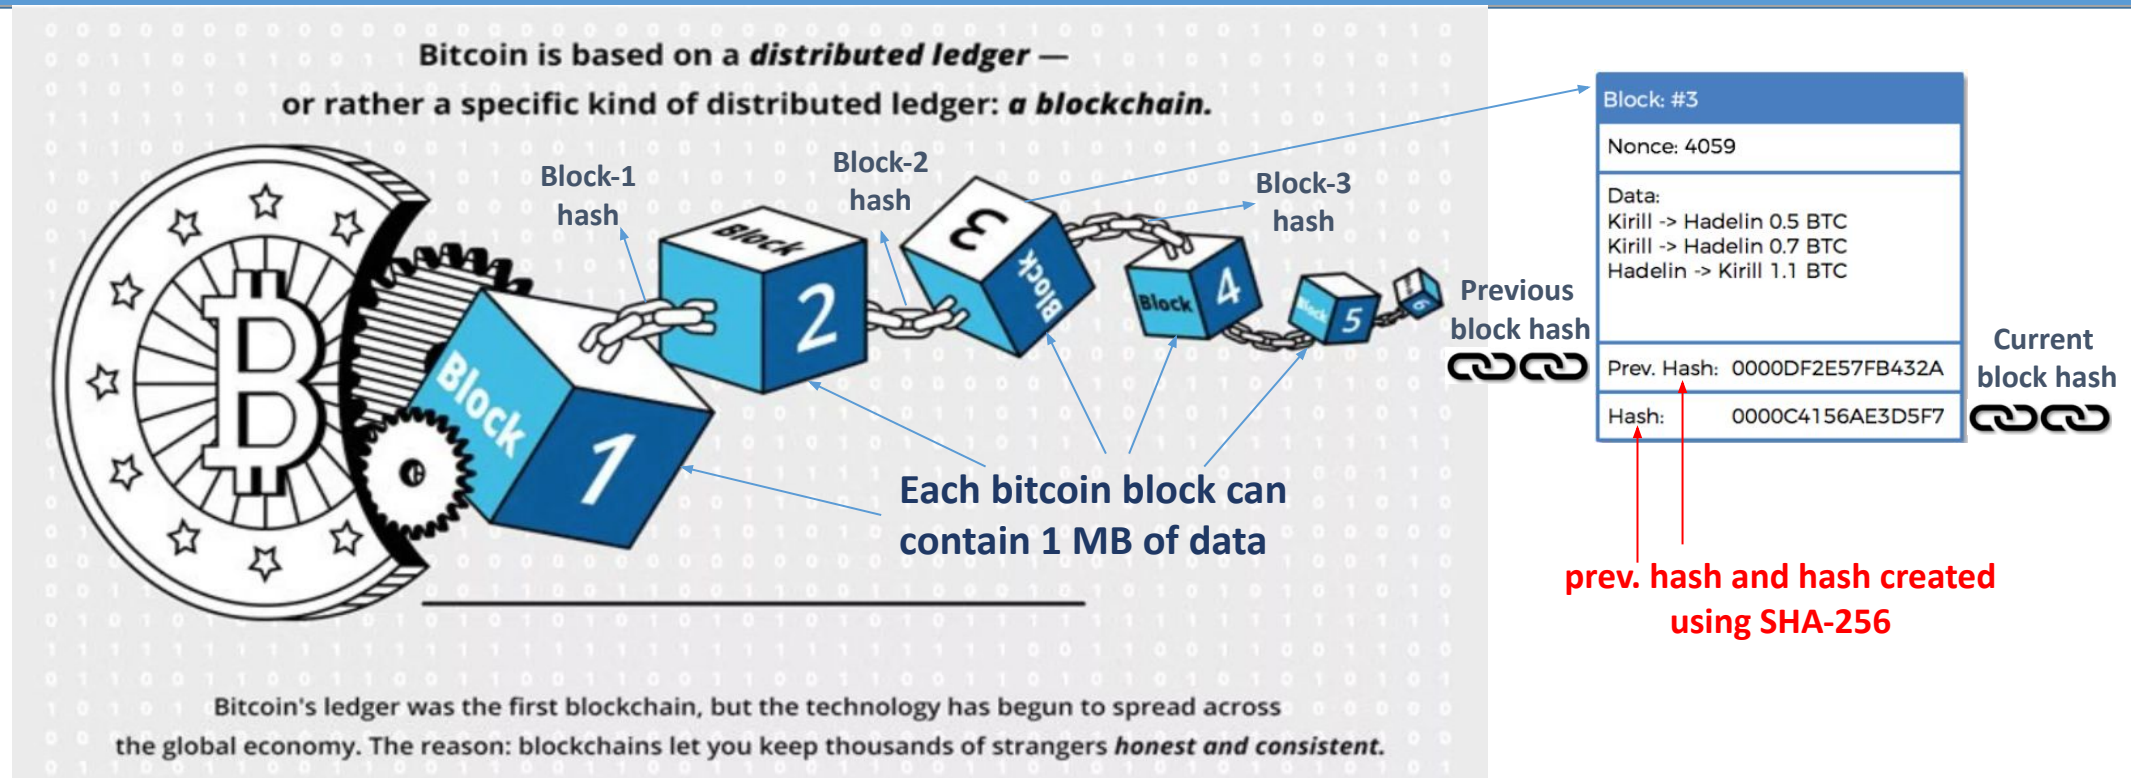 Bitcoin is based on a distributed ledger —
or rather a specific kind of distributed ledger: a blockchain.
Block-1
hash
Block-2
hash
Block-3
hash
Block
1
Block
2
3
Block
Block
4
Block
5
6
Each bitcoin block can
contain 1 MB of data
Bitcoin's ledger was the first blockchain, but the technology has begun to spread across
the global economy. The reason: blockchains let you keep thousands of strangers honest and consistent.
Previous
block hash
Block: #3
Nonce: 4059
Data:
Kirill -> Hadelin 0.5 BTC
Kirill -> Hadelin 0.7 BTC
Hadelin -> Kirill 1.1 BTC
Prev. Hash: 0000DF2E57FB432A
Hash: 0000C4156AE3D5F7
Current
block hash
prev. hash and hash created
using SHA-256